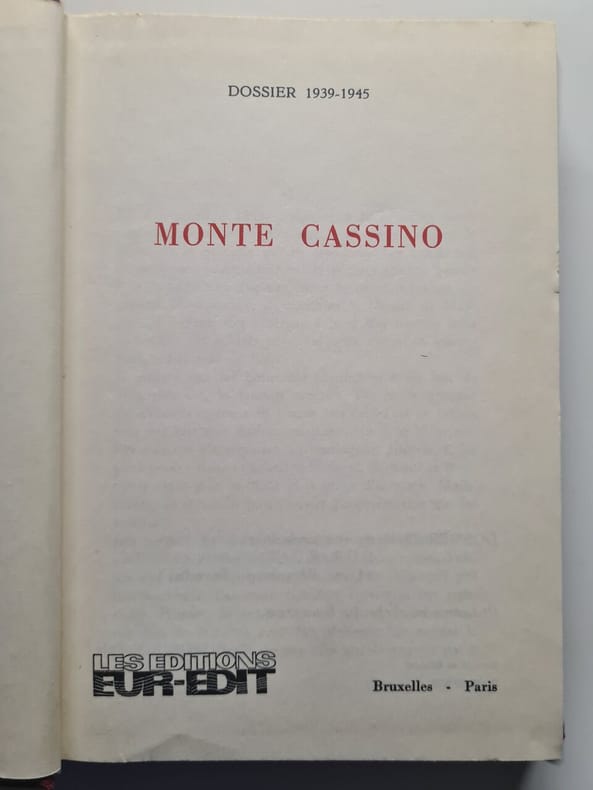 DOSSIER 1939-1945
MONTE CASSINO
LES EDITIONS
EUR-EDIT
Bruxelles - Paris